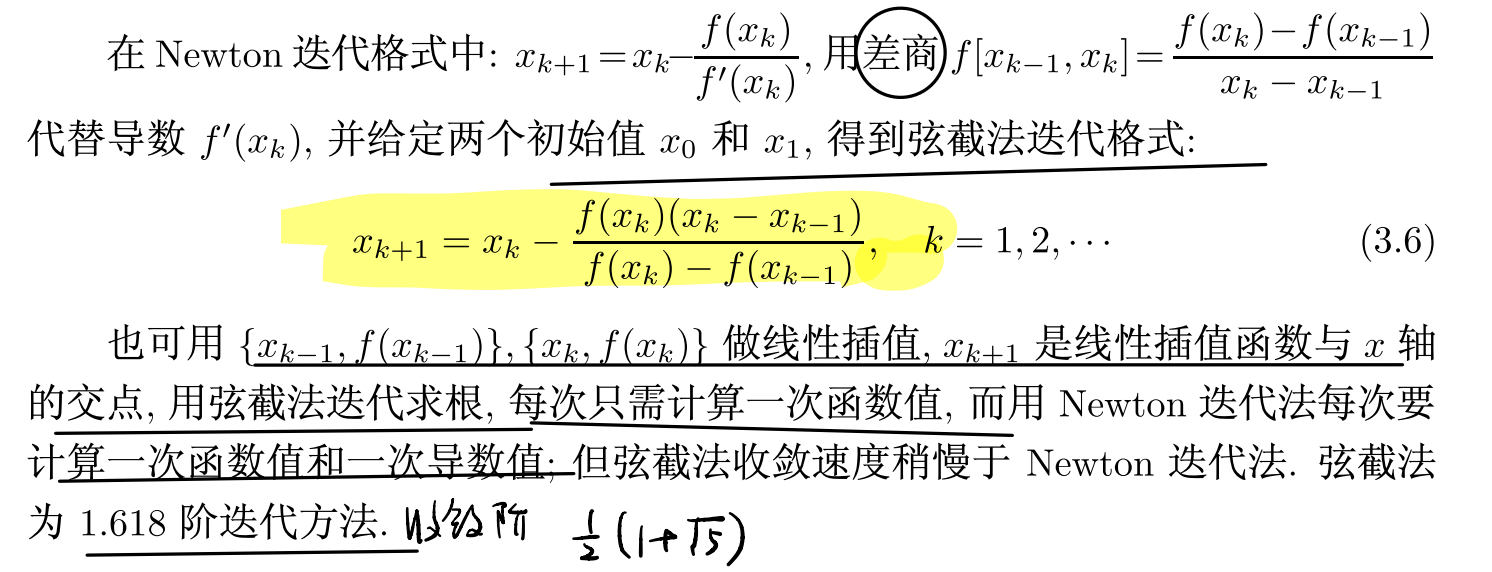 在 Newton 迭代格式中: x_{k+1} = x_k − f(x_k)/f′(x_k), 用差商 f[x_{k−1}, x_k] = (f(x_k) − f(x_{k−1}))/(x_k − x_{k−1})
代替导数 f′(x_k), 并给定两个初始值 x_0 和 x_1, 得到弦截法迭代格式:
x_{k+1} = x_k − f(x_k)(x_k − x_{k−1})/(f(x_k) − f(x_{k−1})), k = 1, 2, ··· (3.6)
也可用 {x_{k−1}, f(x_{k−1})}, {x_k, f(x_k)} 做线性插值, x_{k+1} 是线性插值函数与 x 轴
的交点, 用弦截法迭代求根, 每次只需计算一次函数值, 而用 Newton 迭代法每次要
计算一次函数值和一次导数值; 但弦截法收敛速度稍慢于 Newton 迭代法. 弦截法
为 1.618 阶迭代方法. 收敛阶 1/2 (1+√5)